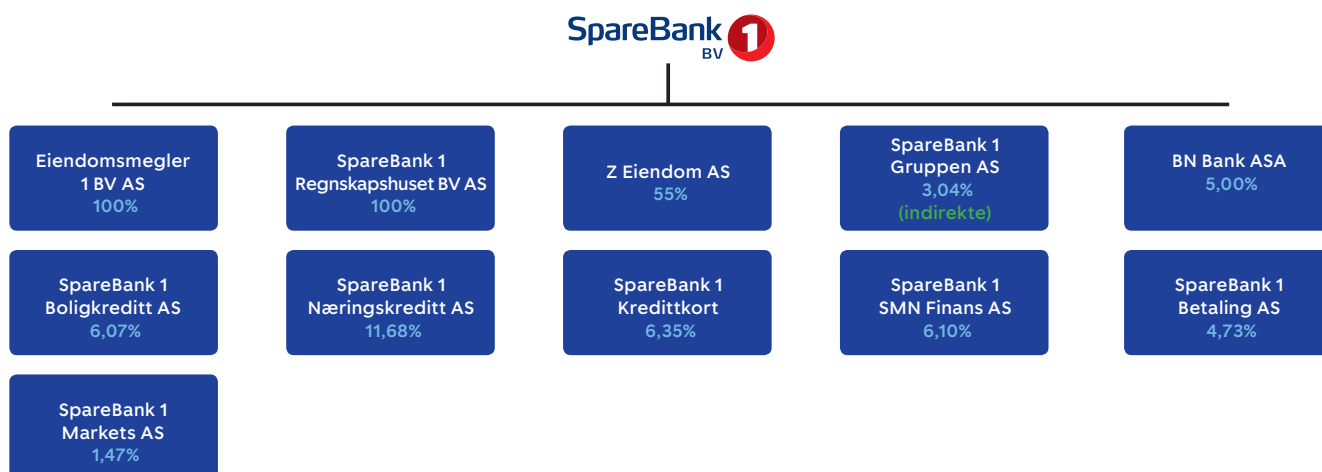 SpareBank 1
BV
Eiendomsmegler
1 BV AS
100%
SpareBank 1
Regnskapshuset BV AS
100%
Z Eiendom AS
55%
SpareBank 1
Gruppen AS
3,04%
(indirekte)
BN Bank ASA
5,00%
SpareBank 1
Boligkreditt AS
6,07%
SpareBank 1
Næringskreditt AS
11,68%
SpareBank 1
Kredittkort
6,35%
SpareBank 1
SMN Finans AS
6,10%
SpareBank 1
Betaling AS
4,73%
SpareBank 1
Markets AS
1,47%